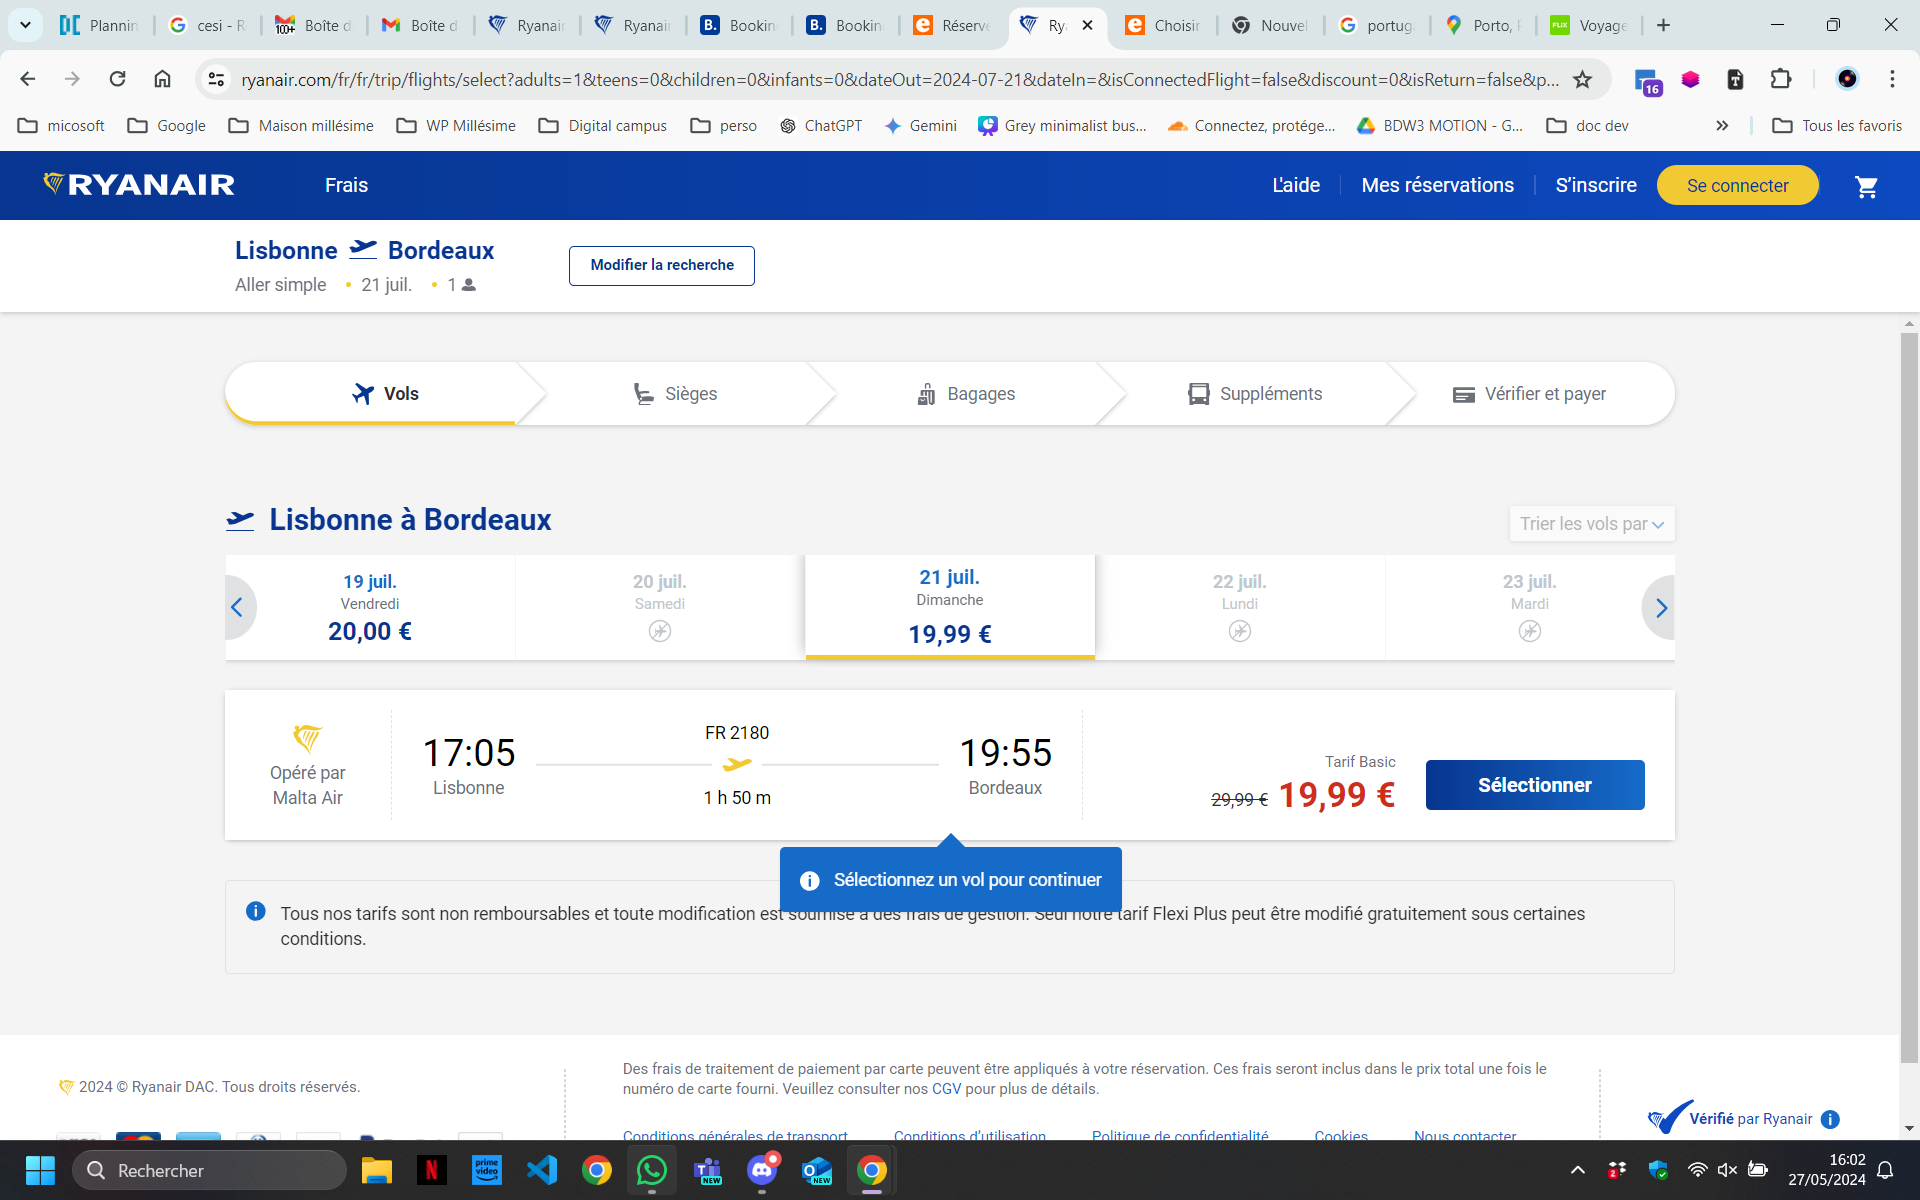 Plannin
cesi - R
Boîte d
Boîte d
Ryanair
Ryanair
Bookin
Bookin
Réserve
Rya
Choisir
Nouvel
portuga
Porto, P
Voyage
ryanair.com/fr/fr/trip/flights/select?adults=1&teens=0&children=0&infants=0&dateOut=2024-07-21&dateIn=&isConnectedFlight=false&discount=0&isReturn=false&p...
16
micosoft
Google
Maison millésime
WP Millésime
Digital campus
perso
ChatGPT
Gemini
Grey minimalist bus...
Connectez, protége...
BDW3 MOTION - G...
doc dev
Tous les favoris
RYANAIR
Frais
L'aide
Mes réservations
S'inscrire
Se connecter
Lisbonne Bordeaux
Aller simple • 21 juil. • 1
Modifier la recherche
Vols
Sièges
Bagages
Suppléments
Vérifier et payer
Lisbonne à Bordeaux
Trier les vols par
19 juil.
Vendredi
20,00 €
20 juil.
Samedi
21 juil.
Dimanche
19,99 €
22 juil.
Lundi
23 juil.
Mardi
Opéré par
Malta Air
17:05
Lisbonne
FR 2180
1 h 50 m
19:55
Bordeaux
Tarif Basic
29,99 € 19,99 €
Sélectionner
Sélectionnez un vol pour continuer
Tous nos tarifs sont non remboursables et toute modification est soumise à des frais de gestion. Seul notre tarif Flexi Plus peut être modifié gratuitement sous certaines
conditions.
2024 © Ryanair DAC. Tous droits réservés.
Des frais de traitement de paiement par carte peuvent être appliqués à votre réservation. Ces frais seront inclus dans le prix total une fois le
numéro de carte fourni. Veuillez consulter nos CGV pour plus de détails.
Conditions générales de transport
Conditions d'utilisation
Politique de confidentialité
Cookies
Nous contacter
Vérifié par Ryanair
Rechercher
16:02
27/05/2024